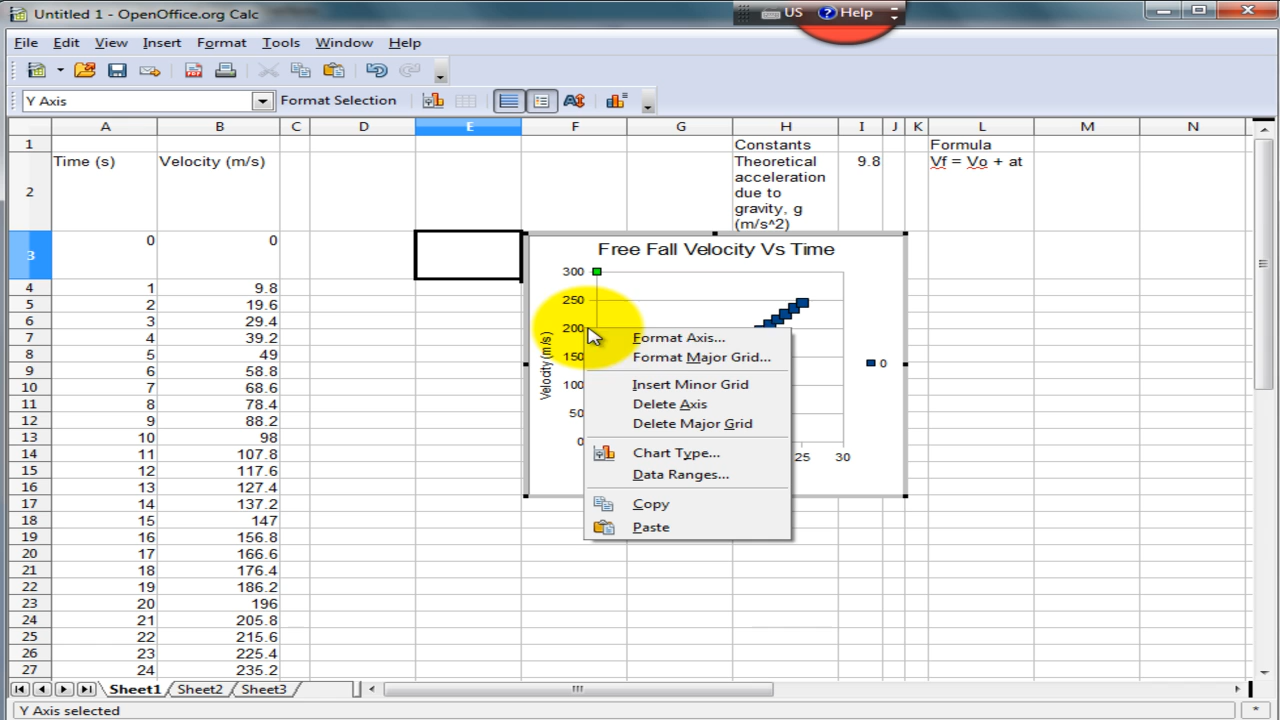 Untitled 1 - OpenOffice.org Calc
US Help
File Edit View Insert Format Tools Window Help
Y Axis Format Selection
A B C D E F G H I J K L M N
1 Constants Formula
2 Time (s) Velocity (m/s) Theoretical 9.8 Vf = Vo + at
acceleration
due to
gravity, g
(m/s^2)
3 0 0
4 1 9.8
5 2 19.6
6 3 29.4
7 4 39.2
8 5 49
9 6 58.8
10 7 68.6
11 8 78.4
12 9 88.2
13 10 98
14 11 107.8
15 12 117.6
16 13 127.4
17 14 137.2
18 15 147
19 16 156.8
20 17 166.6
21 18 176.4
22 19 186.2
23 20 196
24 21 205.8
25 22 215.6
26 23 225.4
27 24 235.2
Free Fall Velocity Vs Time
Velocity (m/s)
300
250
200
150
100
50
0
25 30
0
Format Axis...
Format Major Grid...
Insert Minor Grid
Delete Axis
Delete Major Grid
Chart Type...
Data Ranges...
Copy
Paste
Sheet1 Sheet2 Sheet3
Y Axis selected *